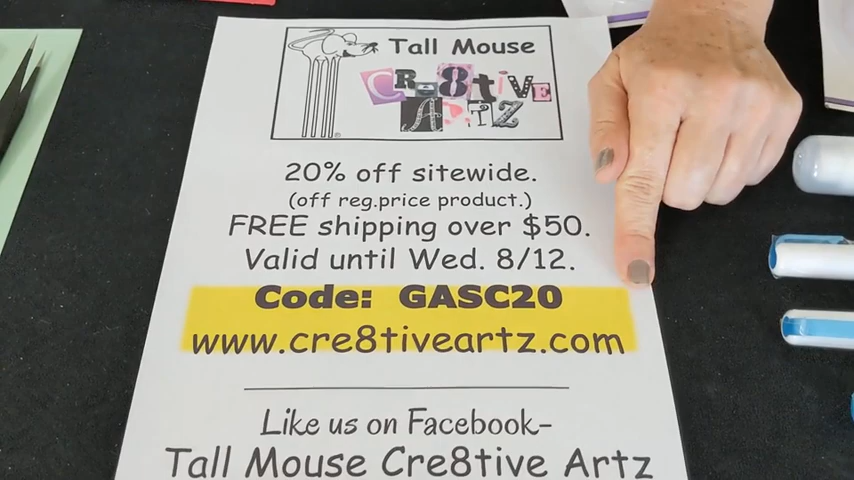 Tall Mouse
Cre8tive
Artz
20% off sitewide.
(off reg.price product.)
FREE shipping over $50.
Valid until Wed. 8/12.
Code: GASC20
www.cre8tiveartz.com
Like us on Facebook-
Tall Mouse Cre8tive Artz